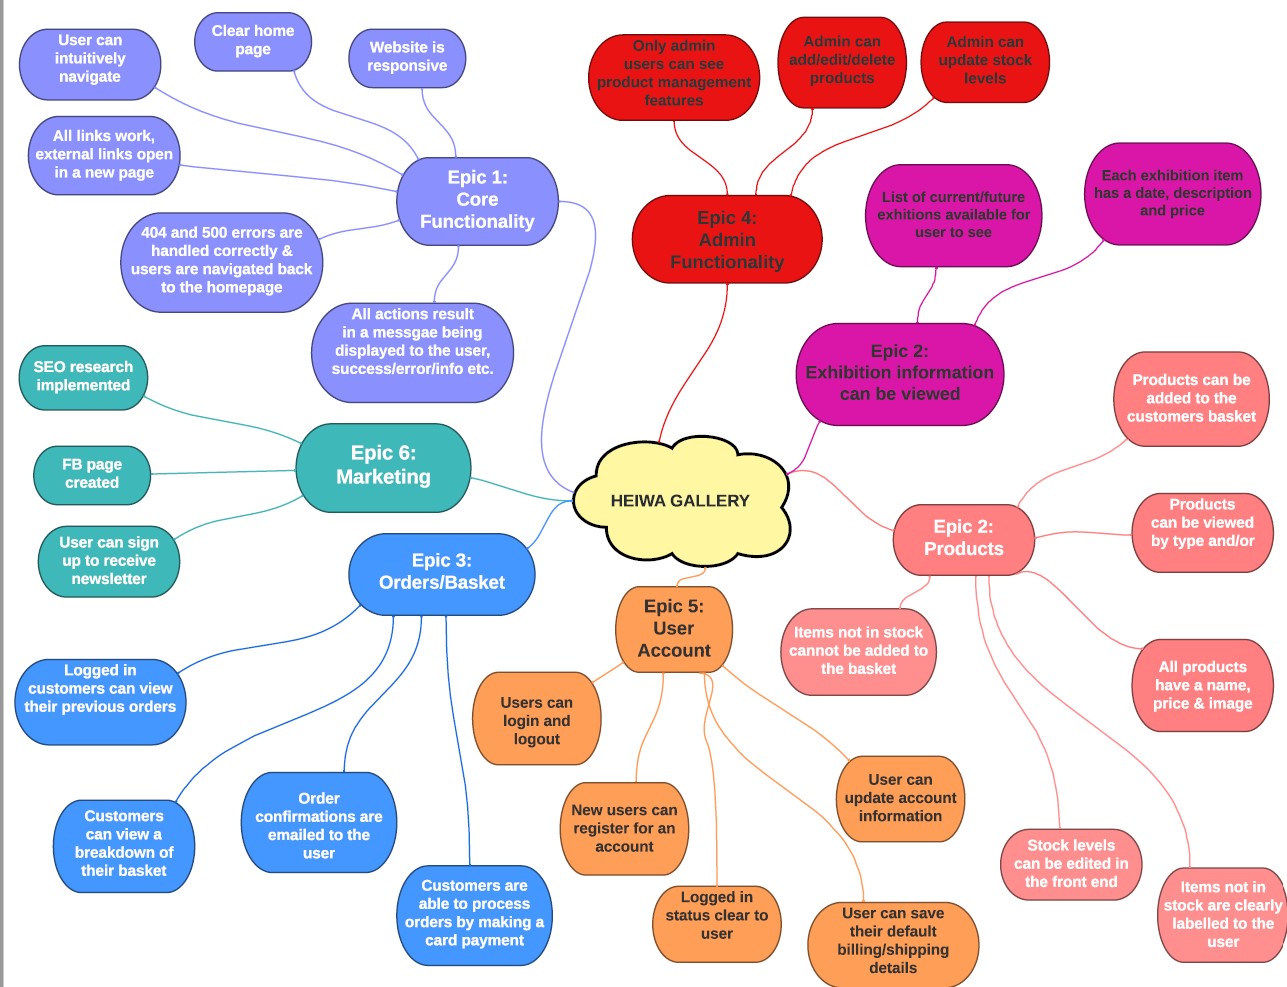 User can
intuitively
navigate
Clear home
page
Website is
responsive
All links work,
external links open
in a new page
Epic 1:
Core
Functionality
404 and 500 errors are
handled correctly &
users are navigated back
to the homepage
All actions result
in a messgae being
displayed to the user,
success/error/info etc.
Only admin
users can see
product management
features
Admin can
add/edit/delete
products
Admin can
update stock
levels
Epic 4:
Admin
Functionality
List of current/future
exhitions available for
user to see
Each exhibition item
has a date, description
and price
Epic 2:
Exhibition information
can be viewed
SEO research
implemented
FB page
created
User can sign
up to receive
newsletter
Epic 6:
Marketing
HEIWA GALLERY
Products can be
added to the
customers basket
Products
can be viewed
by type and/or
Epic 2:
Products
Items not in stock
cannot be added to
the basket
All products
have a name,
price & image
Stock levels
can be edited in
the front end
Items not in
stock are clearly
labelled to the
user
Epic 3:
Orders/Basket
Logged in
customers can view
their previous orders
Customers
can view a
breakdown of
their basket
Order
confirmations are
emailed to the
user
Customers are
able to process
orders by making a
card payment
Epic 5:
User
Account
Users can
login and
logout
New users can
register for an
account
Logged in
status clear to
user
User can save
their default
billing/shipping
details
User can
update account
information